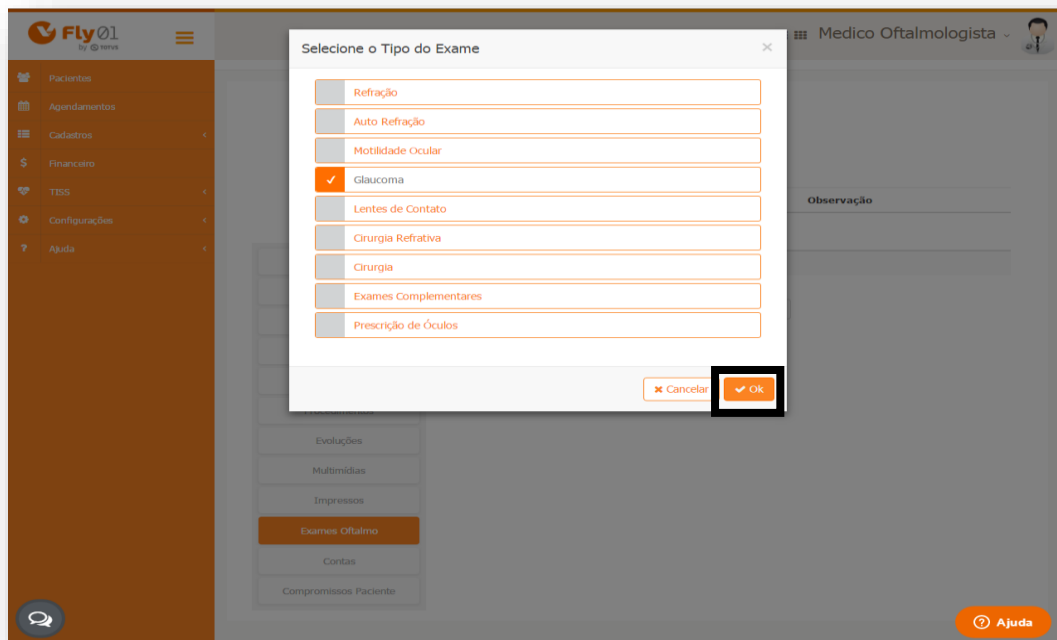 Fly01
by nenvs
Medico Oftalmologista
Pacientes
Agendamentos
Cadastros
Financeiro
TISS
Configurações
Ajuda
Selecione o Tipo do Exame
Refração
Auto Refração
Motilidade Ocular
Glaucoma
Lentes de Contato
Cirurgia Refrativa
Cirurgia
Exames Complementares
Prescrição de Óculos
Cancelar
Ok
Observação
Procedimentos
Evoluções
Multimídias
Impressos
Exames Oftalmo
Contas
Compromissos Paciente
Ajuda